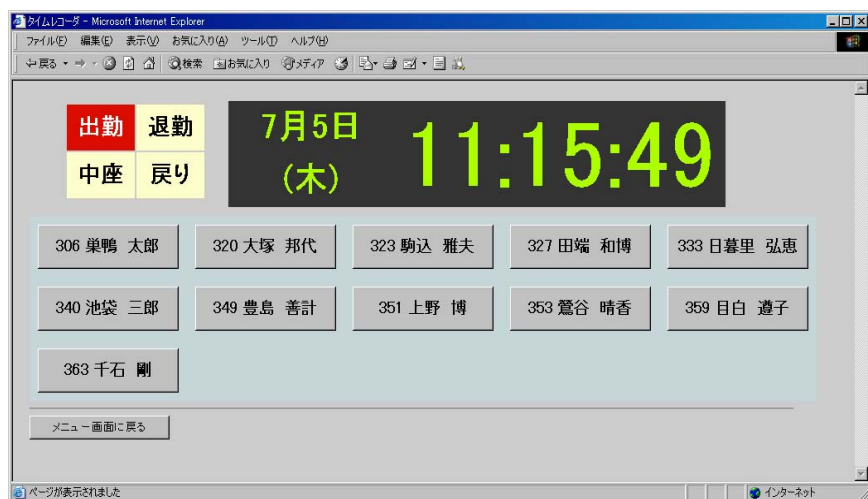 タイムレコーダ - Microsoft Internet Explorer
ファイル(F) 編集(E) 表示(V) お気に入り(A) ツール(T) ヘルプ(H)
戻る 検索 お気に入り メディア
出勤 退勤
中座 戻り
7月5日
(木)
11:15:49
306 巣鴨 太郎 320 大塚 邦代 323 駒込 雅夫 327 田端 和博 333 日暮里 弘恵
340 池袋 三郎 349 豊島 善計 351 上野 博 353 鶯谷 晴香 359 目白 遵子
363 千石 剛
メニュー画面に戻る
ページが表示されました インターネット